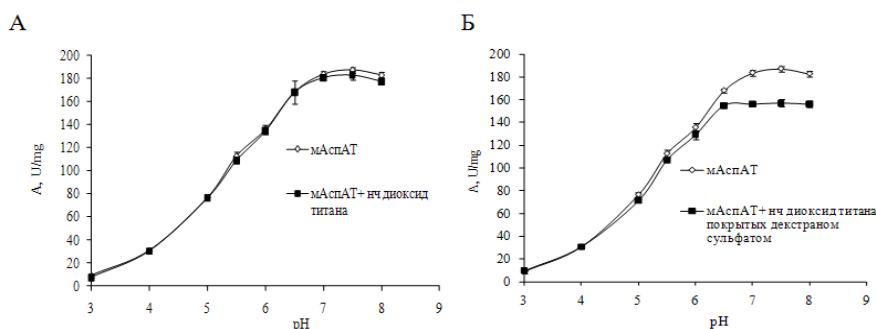 А
200
180
160
140
120
100
80
60
40
20
0
A, U/mg
3
4
5
6
7
8
9
pH
мАспАТ
мАспАТ+ нч диоксид
титана
Б
200
180
160
140
120
100
80
60
40
20
0
A, U/mg
3
4
5
6
7
8
9
pH
мАспАТ
мАспАТ+ нч диоксид титана
покрытых декстраном
сульфатом